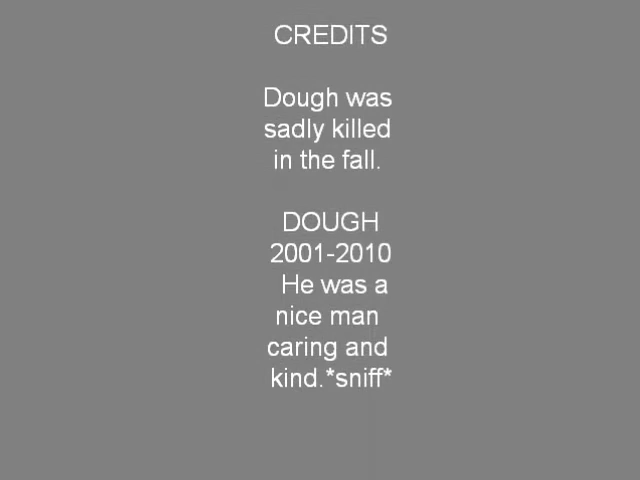 CREDITS
Dough was
sadly killed
in the fall.
DOUGH
2001-2010
He was a
nice man
caring and
kind.*sniff*